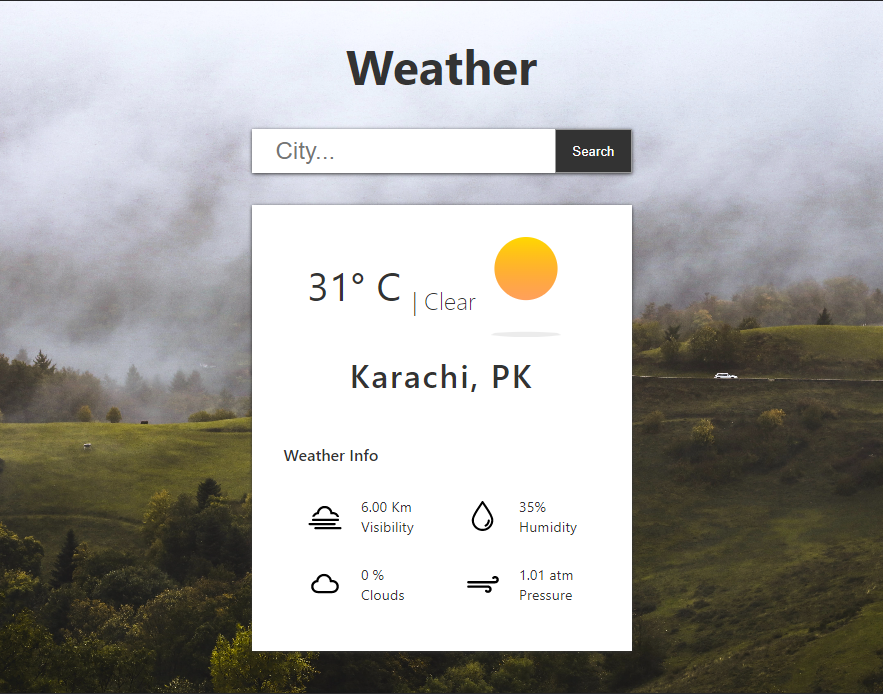 Weather
City... Search
31° C | Clear
Karachi, PK
Weather Info
6.00 Km 35%
Visibility Humidity
0 % 1.01 atm
Clouds Pressure